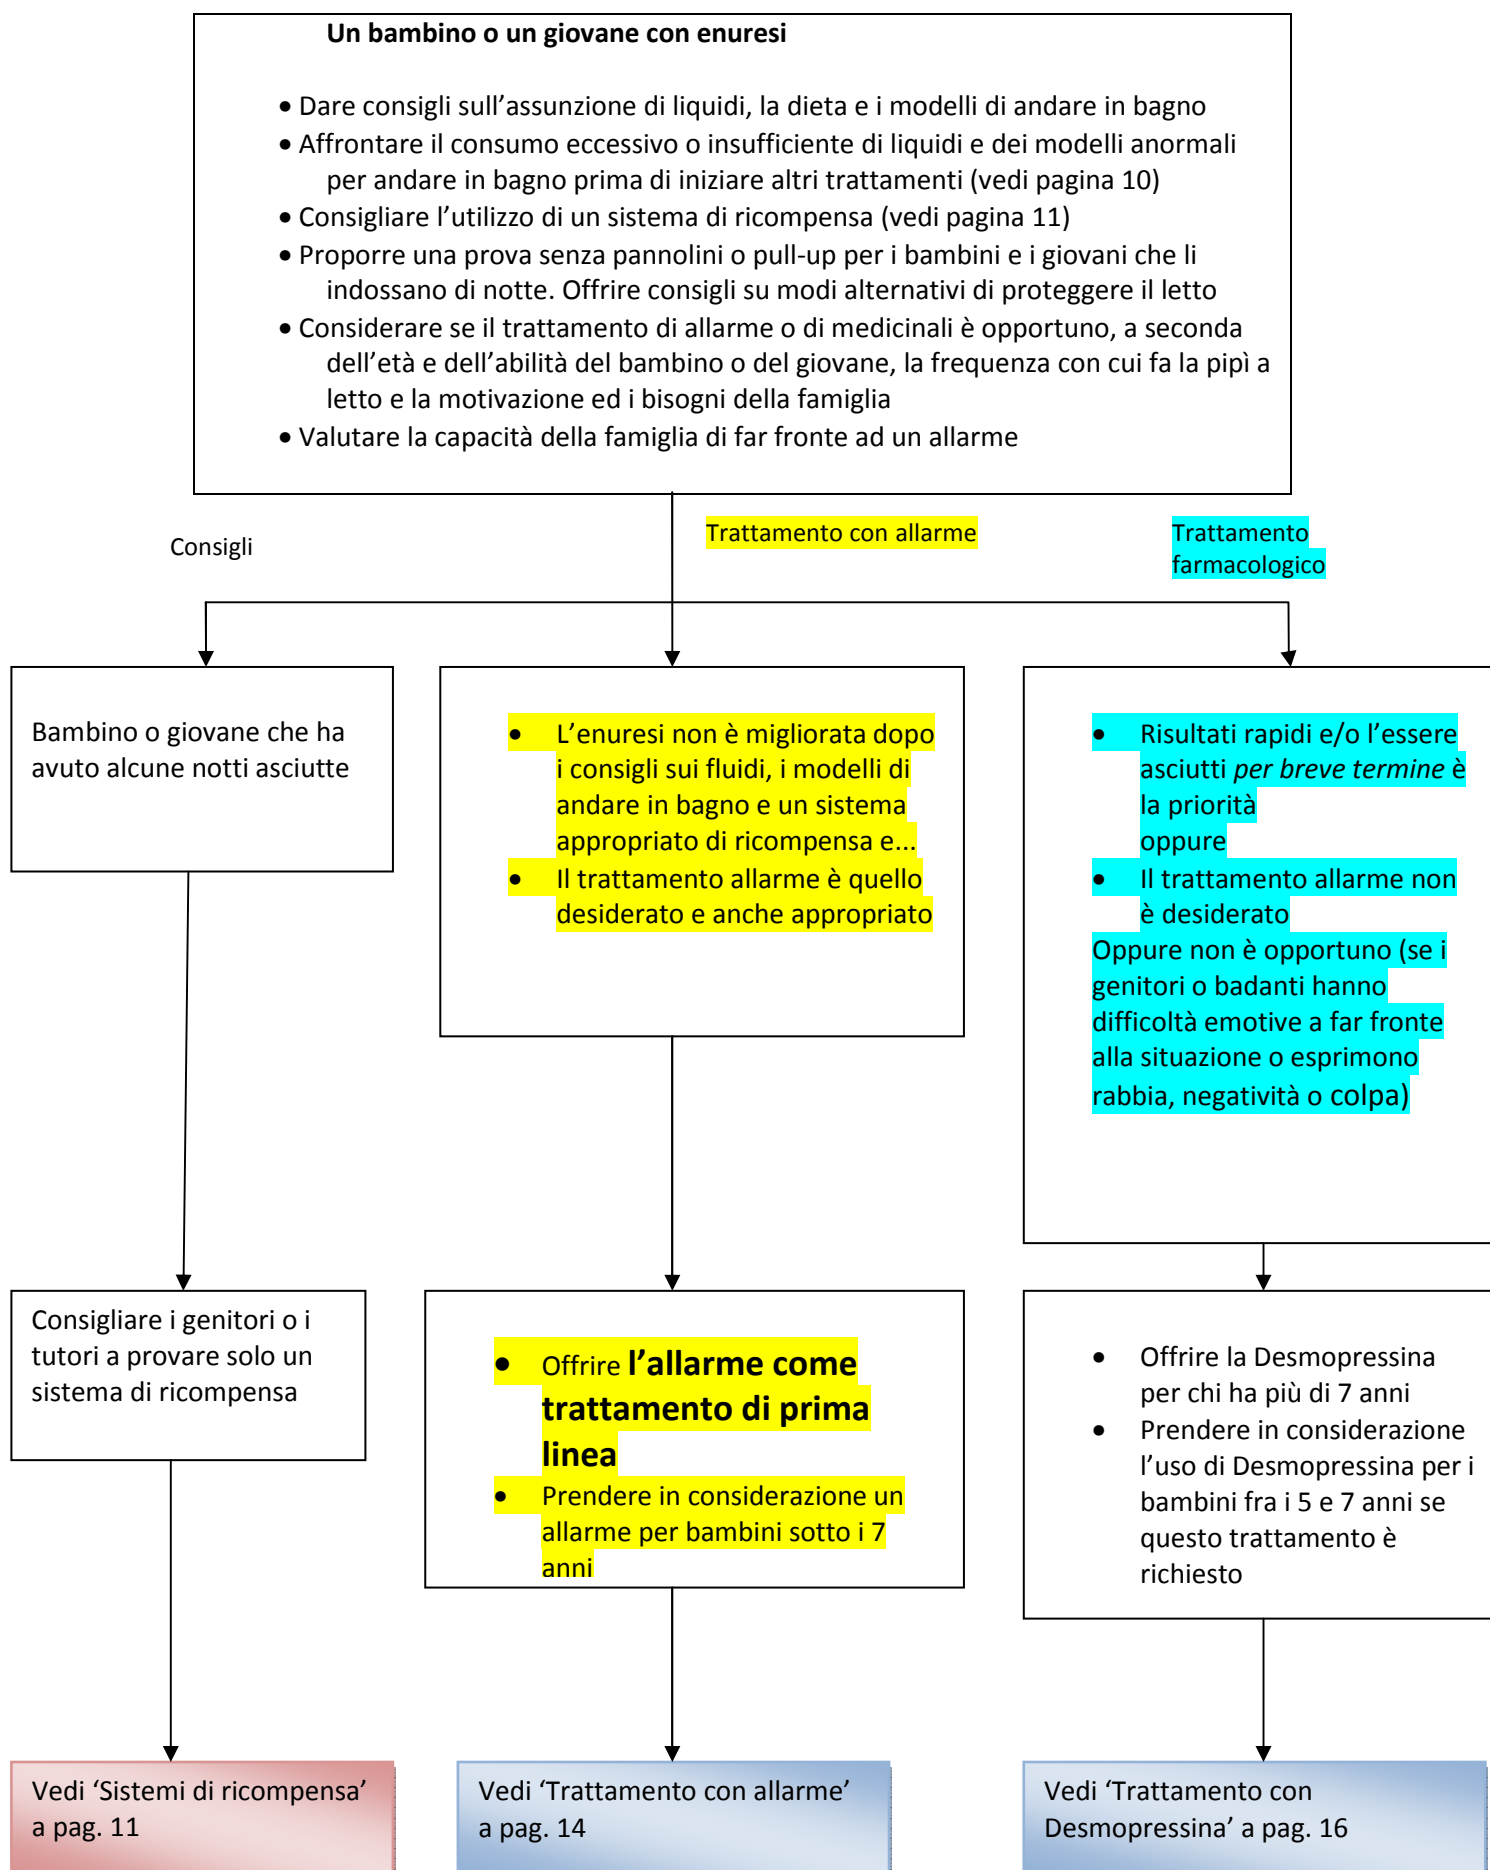 Un bambino o un giovane con enuresi
• Dare consigli sull’assunzione di liquidi, la dieta e i modelli di andare in bagno
• Affrontare il consumo eccessivo o insufficiente di liquidi e dei modelli anormali
per andare in bagno prima di iniziare altri trattamenti (vedi pagina 10)
• Consigliare l’utilizzo di un sistema di ricompensa (vedi pagina 11)
• Proporre una prova senza pannolini o pull-up per i bambini e i giovani che li
indossano di notte. Offrire consigli su modi alternativi di proteggere il letto
• Considerare se il trattamento di allarme o di medicinali è opportuno, a seconda
dell’età e dell’abilità del bambino o del giovane, la frequenza con cui fa la pipì a
letto e la motivazione ed i bisogni della famiglia
• Valutare la capacità della famiglia di far fronte ad un allarme
Consigli
Trattamento con allarme
Trattamento
farmacologico
Bambino o giovane che ha
avuto alcune notti asciutte
• L’enuresi non è migliorata dopo
i consigli sui fluidi, i modelli di
andare in bagno e un sistema
appropriato di ricompensa e...
• Il trattamento allarme è quello
desiderato e anche appropriato
• Risultati rapidi e/o l’essere
asciutti per breve termine è
la priorità
oppure
• Il trattamento allarme non
è desiderato
Oppure non è opportuno (se i
genitori o badanti hanno
difficoltà emotive a far fronte
alla situazione o esprimono
rabbia, negatività o colpa)
Consigliare i genitori o i
tutori a provare solo un
sistema di ricompensa
• Offrire l’allarme come
trattamento di prima
linea
• Prendere in considerazione un
allarme per bambini sotto i 7
anni
• Offrire la Desmopressina
per chi ha più di 7 anni
• Prendere in considerazione
l’uso di Desmopressina per i
bambini fra i 5 e 7 anni se
questo trattamento è
richiesto
Vedi ‘Sistemi di ricompensa’
a pag. 11
Vedi ‘Trattamento con allarme’
a pag. 14
Vedi ‘Trattamento con
Desmopressina’ a pag. 16